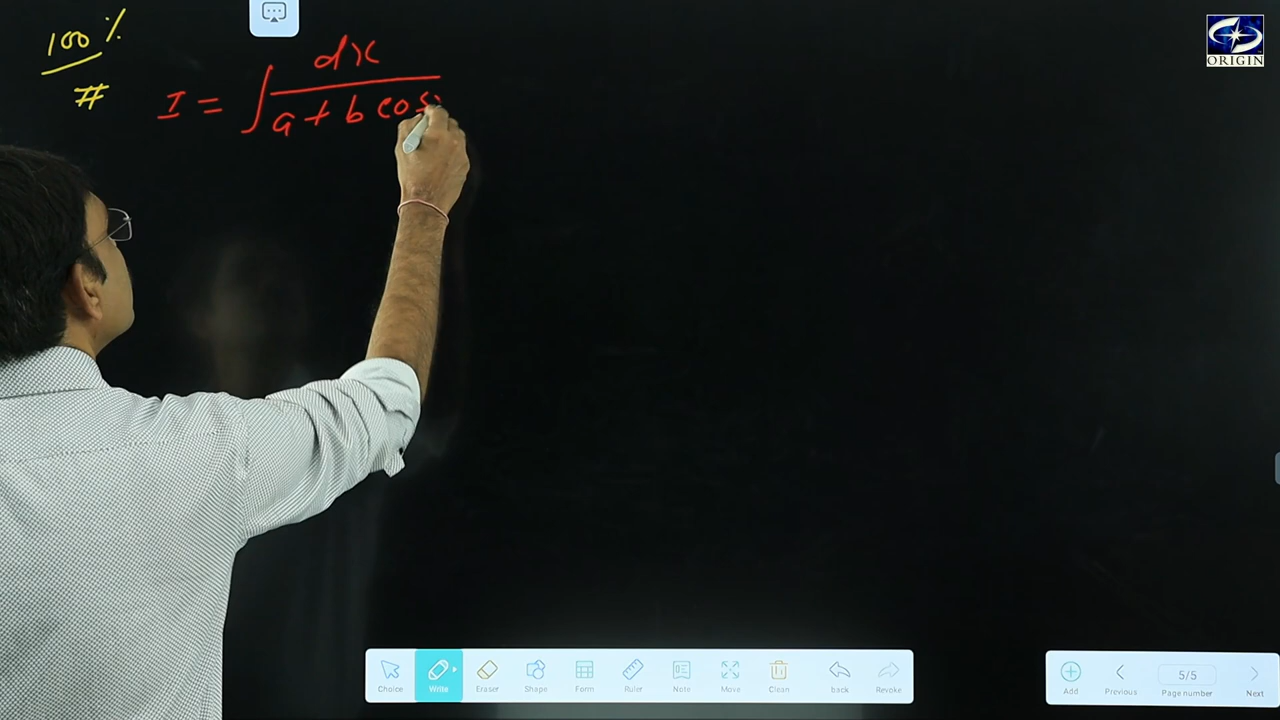 100%
# I = ∫ dx / a + b cos
ORIGIN
Choice Write Eraser Shape Form Ruler Note Move Clean back Revoke
Add Previous 5/5 Page number Next